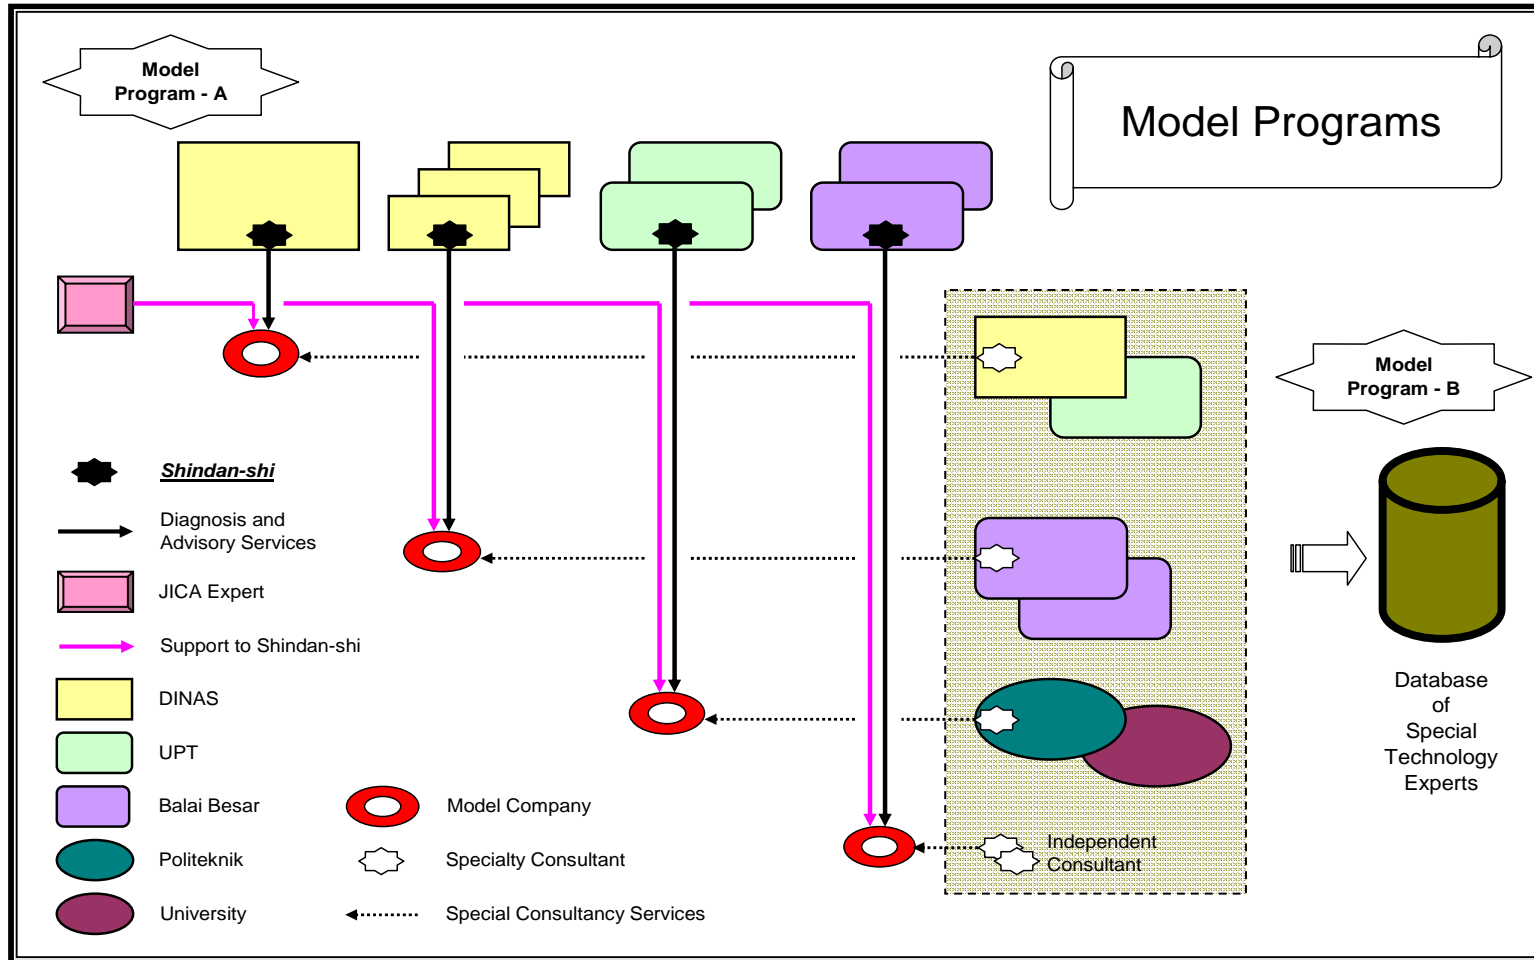 Model
Program - A
Model Programs
Model
Program - B
Shindan-shi
Diagnosis and
Advisory Services
JICA Expert
Support to Shindan-shi
DINAS
UPT
Balai Besar
Politeknik
University
Model Company
Specialty Consultant
Special Consultancy Services
Independent
Consultant
Database
of
Special
Technology
Experts